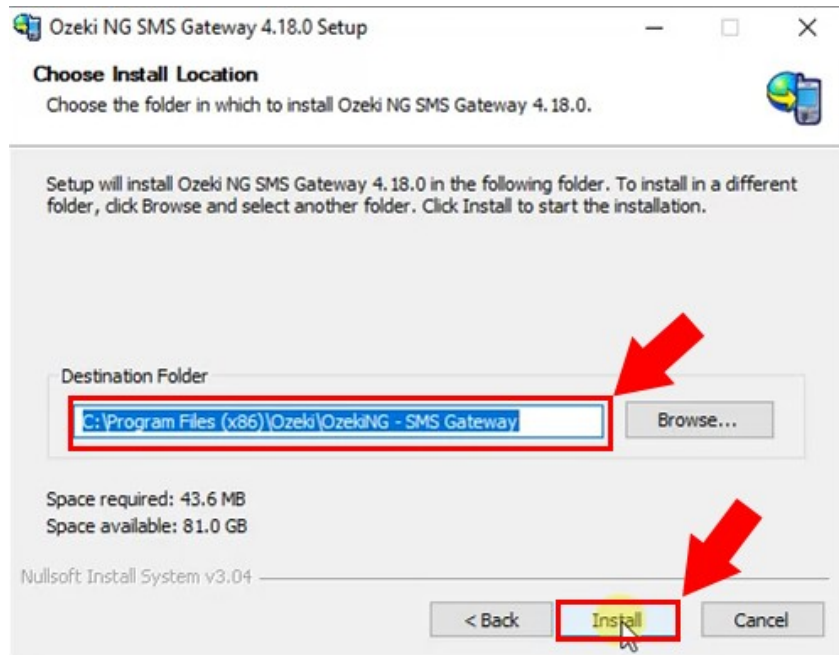 Ozeki NG SMS Gateway 4.18.0 Setup
Choose Install Location
Choose the folder in which to install Ozeki NG SMS Gateway 4.18.0.
Setup will install Ozeki NG SMS Gateway 4.18.0 in the following folder. To install in a different
folder, click Browse and select another folder. Click Install to start the installation.
Destination Folder
C:\Program Files (x86)\Ozeki\OzekiNG - SMS Gateway
Browse...
Space required: 43.6 MB
Space available: 81.0 GB
Nullsoft Install System v3.04
< Back Install Cancel